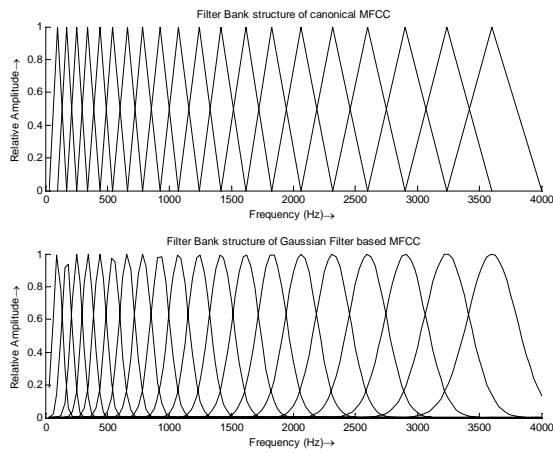 Filter Bank structure of canonical MFCC
Relative Amplitude→
1
0.8
0.6
0.4
0.2
0
0 500 1000 1500 2000 2500 3000 3500 4000
Frequency (Hz)→
Filter Bank structure of Gaussian Filter based MFCC
Relative Amplitude→
1
0.8
0.6
0.4
0.2
0
0 500 1000 1500 2000 2500 3000 3500 4000
Frequency (Hz)→